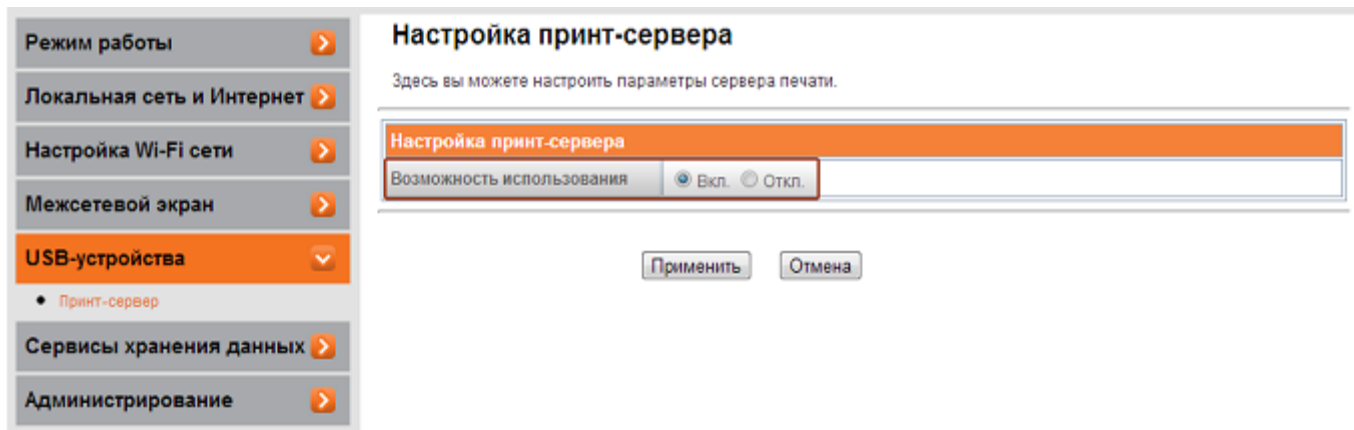 Режим работы
Локальная сеть и Интернет
Настройка Wi-Fi сети
Межсетевой экран
USB-устройства
Принт-сервер
Сервисы хранения данных
Администрирование
Настройка принт-сервера
Здесь вы можете настроить параметры сервера печати.
Настройка принт-сервера
Возможность использования Вкл. Откл.
Применить Отмена